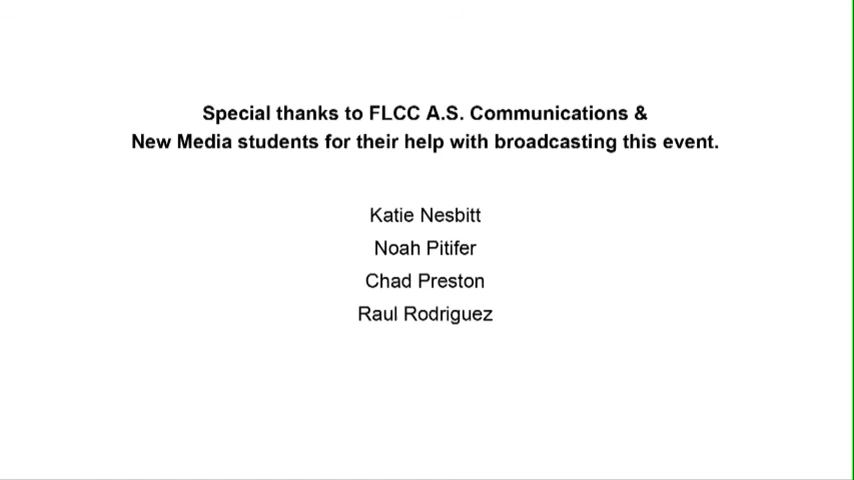 Special thanks to FLCC A.S. Communications &
New Media students for their help with broadcasting this event.
Katie Nesbitt
Noah Pitifer
Chad Preston
Raul Rodriguez